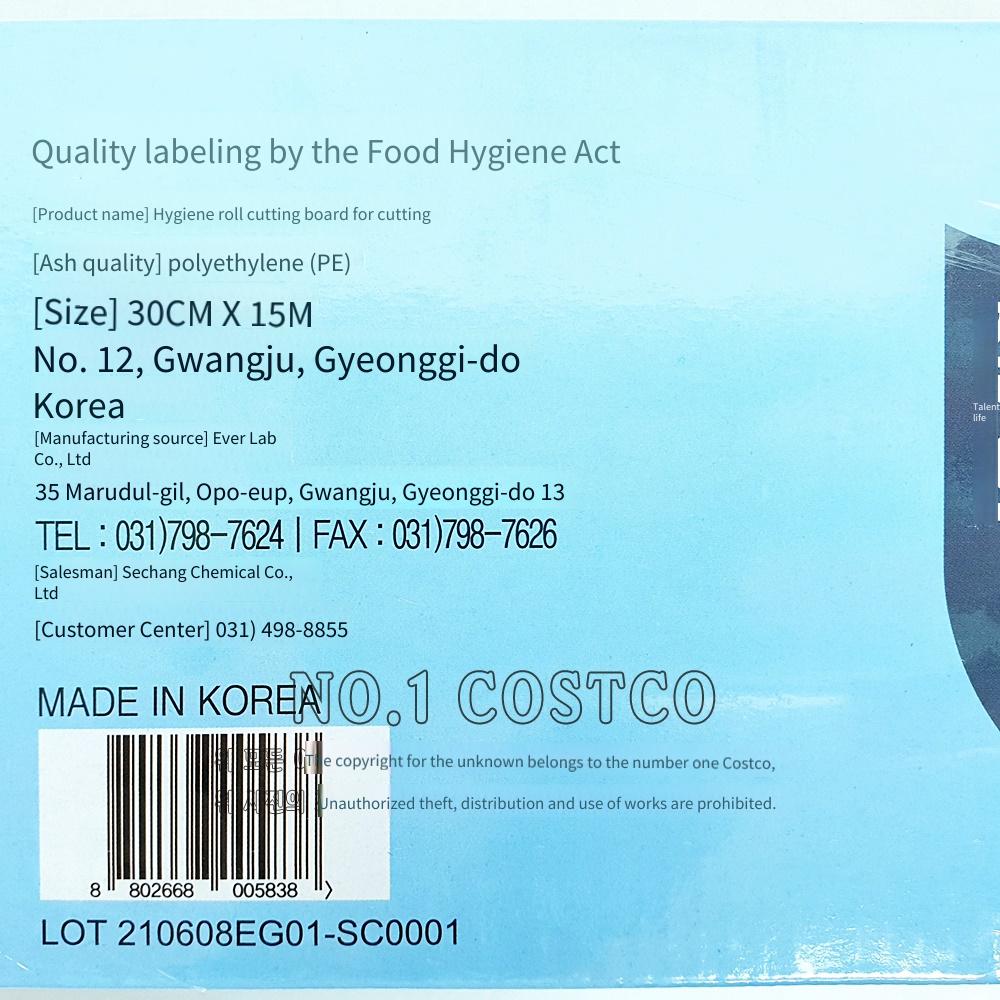 Quality labeling by the Food Hygiene Act
[Product name] Hygiene roll cutting board for cutting
[Ash quality] polyethylene (PE)
[Size] 30CM X 15M
No. 12, Gwangju, Gyeonggi-do
Korea
[Manufacturing source] Ever Lab
Co., Ltd
35 Marudul-gil, Opo-eup, Gwangju, Gyeonggi-do 13
TEL : 031)798-7624 | FAX : 031)798-7626
[Salesman] Sechang Chemical Co.,
Ltd
[Customer Center] 031) 498-8855
MADE IN KOREA
NO.1 COSTCO
The copyright for the unknown belongs to the number one Costco,
Unauthorized theft, distribution and use of works are prohibited.
8 802668 005838 >
LOT 210608EG01-SC0001
Talent
life